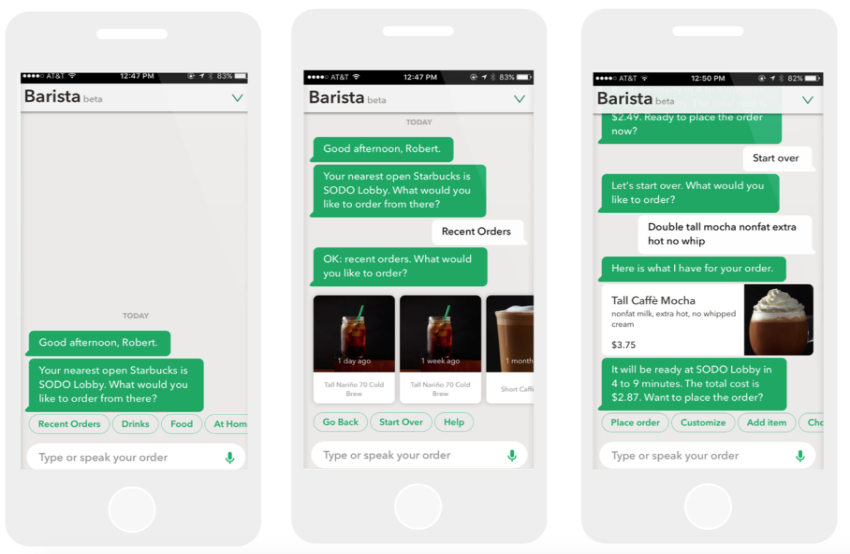 AT&T 12:47 PM 83%
Barista beta
TODAY
Good afternoon, Robert.
Your nearest open Starbucks is
SODO Lobby. What would you
like to order from there?
Recent Orders Drinks Food At Hom
Type or speak your order
AT&T 12:47 PM 83%
Barista beta
TODAY
Good afternoon, Robert.
Your nearest open Starbucks is
SODO Lobby. What would you
like to order from there?
Recent Orders
OK: recent orders. What would
you like to order?
1 day ago 1 week ago 1 month
Tall Nariño 70 Cold Tall Nariño 70 Cold Short Caff
Brew Brew
Go Back Start Over Help
Type or speak your order
AT&T 12:50 PM 82%
Barista beta
$2.49. Ready to place the order
now?
Start over
Let's start over. What would you
like to order?
Double tall mocha nonfat extra
hot no whip
Here is what I have for your order.
Tall Caffè Mocha
nonfat milk, extra hot, no whipped
cream
$3.75
It will be ready at SODO Lobby in
4 to 9 minutes. The total cost is
$2.87. Want to place the order?
Place order Customize Add item Cho
Type or speak your order